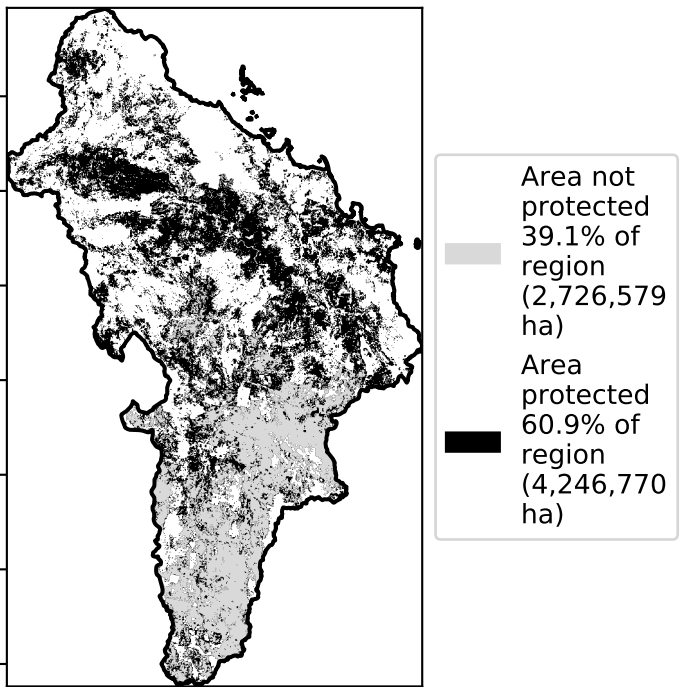 Area not
protected
39.1% of
region
(2,726,579
ha)
Area
protected
60.9% of
region
(4,246,770
ha)